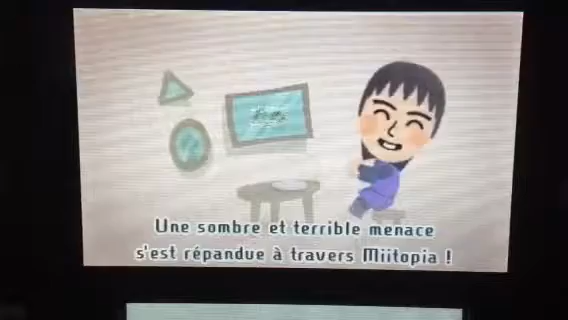 Une sombre et terrible menace
s'est répandue à travers Miitopia !